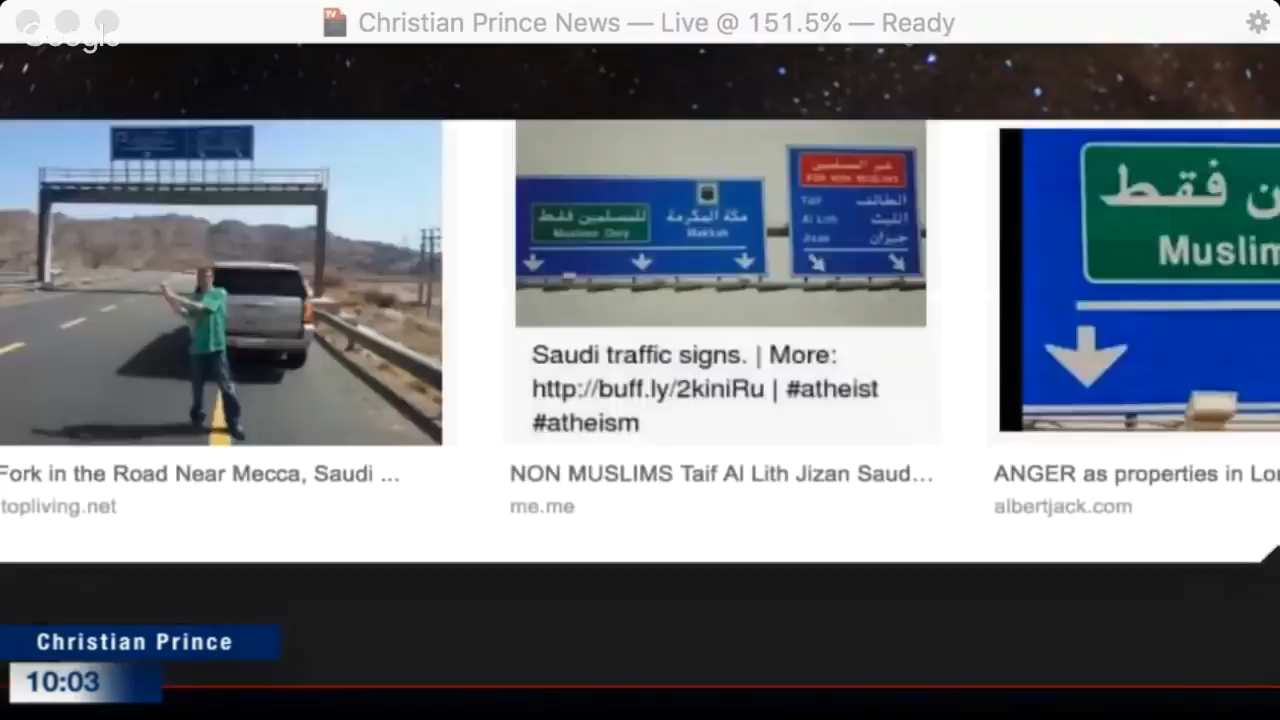 Christian Prince News — Live @ 151.5% — Ready
Google
للمسلمين فقط
Muslims Only
مكة المكرمة
Makkah
غير المسلمين
FOR NON MUSLIMS
Taif الطائف
Al Lith الليث
Jizan جيزان
ن فقط
Muslim
Saudi traffic signs. | More:
http://buff.ly/2kiniRu | #atheist
#atheism
Fork in the Road Near Mecca, Saudi ...
topliving.net
NON MUSLIMS Taif Al Lith Jizan Saud...
me.me
ANGER as properties in Lon
albertjack.com
Christian Prince
10:03